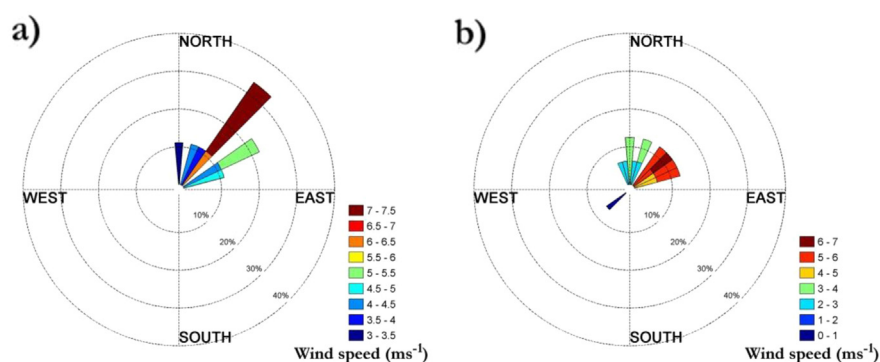 a)
NORTH
WEST
EAST
SOUTH
10%
20%
30%
40%
7 - 7.5
6.5 - 7
6 - 6.5
5.5 - 6
5 - 5.5
4.5 - 5
4 - 4.5
3.5 - 4
3 - 3.5
Wind speed (ms⁻¹)
b)
NORTH
WEST
EAST
SOUTH
10%
20%
30%
40%
6 - 7
5 - 6
4 - 5
3 - 4
2 - 3
1 - 2
0 - 1
Wind speed (ms⁻¹)